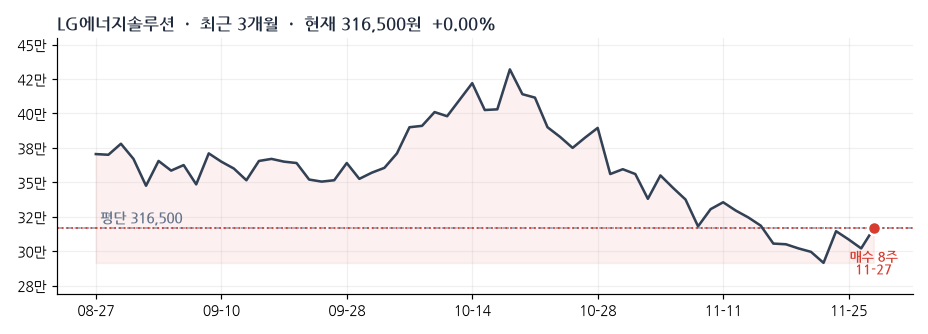 LG에너지솔루션 · 최근 3개월 · 현재 316,500원 +0.00%
45만
42만
40만
38만
35만
32만
30만
28만
평단 316,500
매수 8주
11-27
08-27 09-10 09-28 10-14 10-28 11-11 11-25